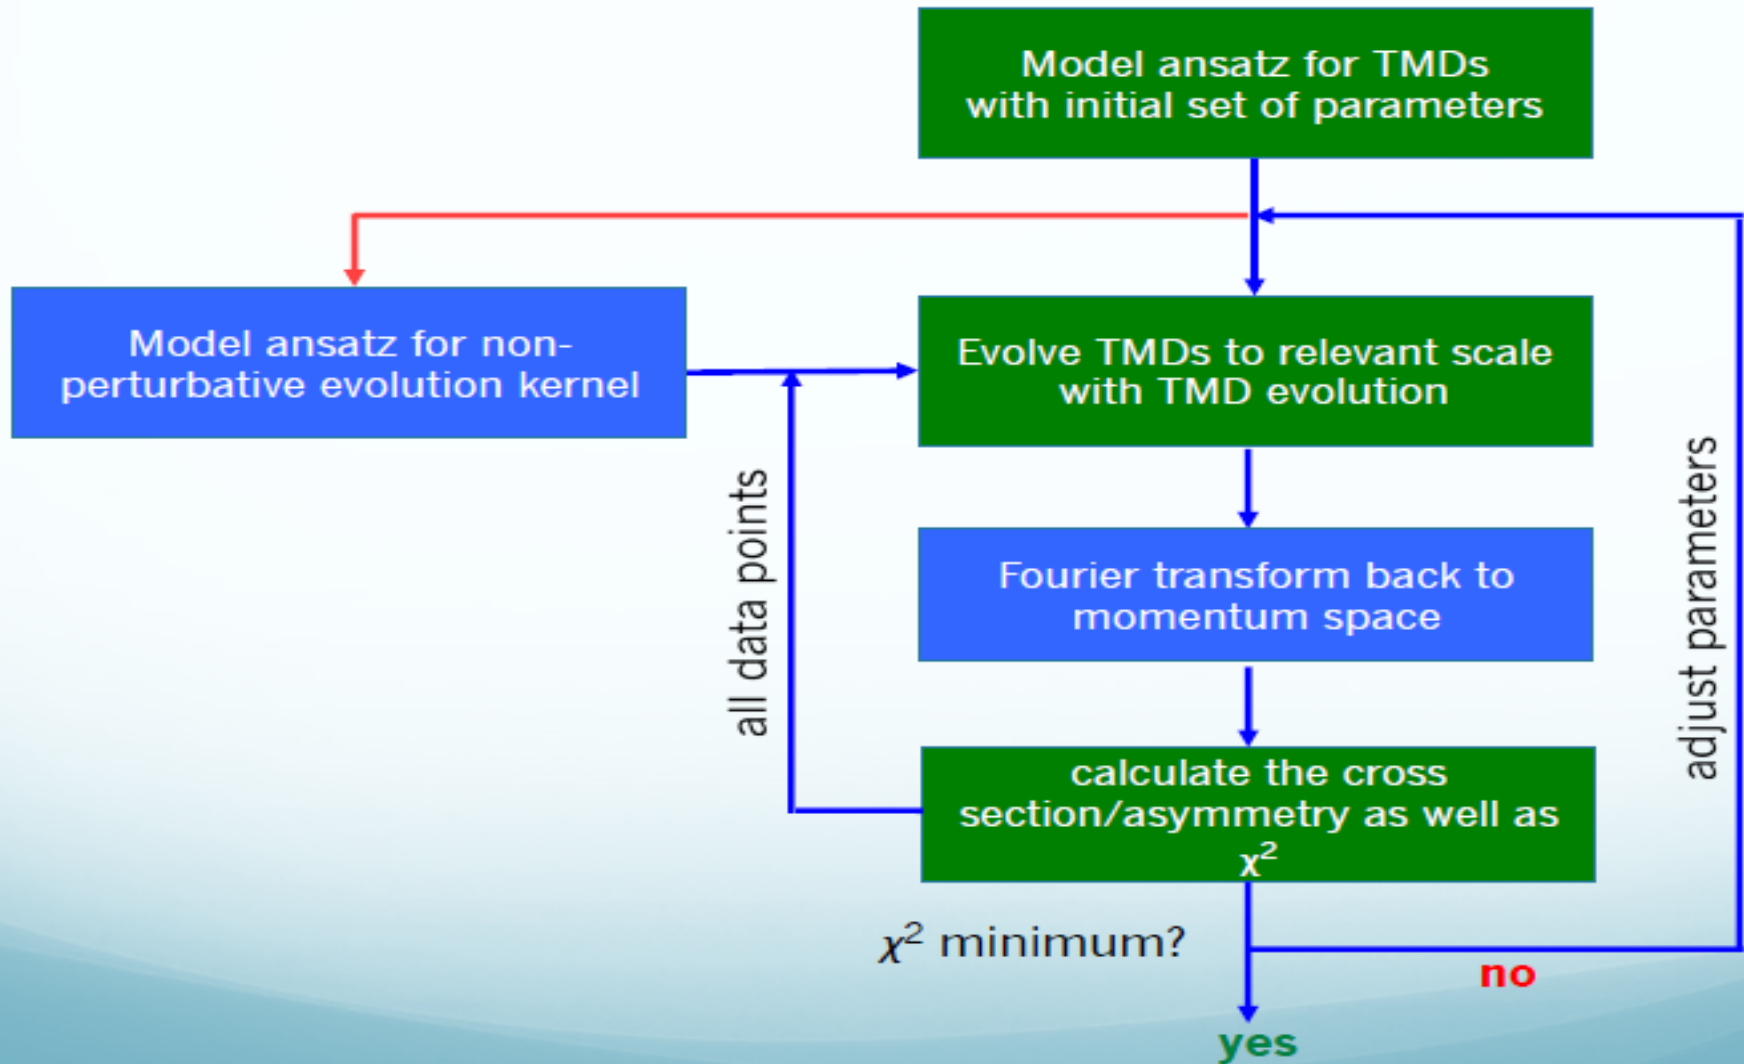 Model ansatz for TMDs
with initial set of parameters
Model ansatz for non-
perturbative evolution kernel
Evolve TMDs to relevant scale
with TMD evolution
Fourier transform back to
momentum space
all data points
adjust parameters
calculate the cross
section/asymmetry as well as
χ²
χ² minimum?
no
yes